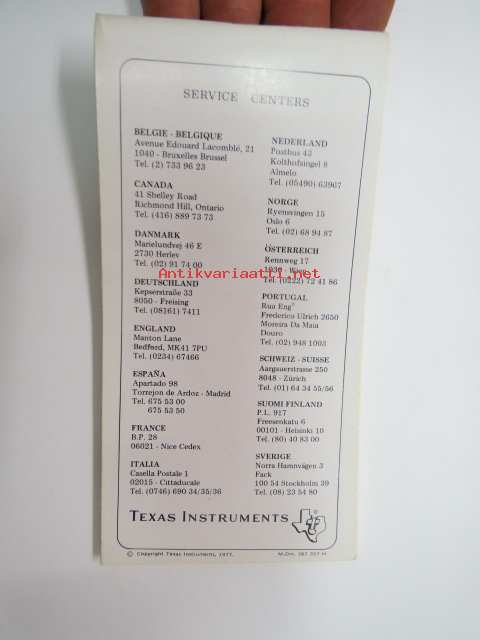 SERVICE CENTERS
BELGIE - BELGIQUE
Avenue Edouard Lacomblé, 21
1040 - Bruxelles Brussel
Tel. (2) 733 96 23
CANADA
41 Shelley Road
Richmond Hill, Ontario
Tel. (416) 889 73 73
DANMARK
Marielundvej 46 E
2730 Herlev
Tel. (02) 91 74 00
DEUTSCHLAND
Kepserstraße 33
8050 - Freising
Tel. (08161) 7411
ENGLAND
Manton Lane
Bedford, MK41 7PU
Tel. (0234) 67466
ESPAÑA
Apartado 98
Torrejon de Ardoz - Madrid
Tel. 675 53 00
675 53 50
FRANCE
B.P. 28
06021 - Nice Cedex
ITALIA
Casella Postale 1
02015 - Cittaducale
Tel. (0746) 690 34/35/36
NEDERLAND
Postbus 43
Kolthofsingel 8
Almelo
Tel. (05490) 63967
NORGE
Ryensvingen 15
Oslo 6
Tel. (02) 68 94 87
ÖSTERREICH
Rennweg 17
1030 - Wien
Tel. (0222) 72 41 86
PORTUGAL
Rua Eng°
Frederico Ulrich 2650
Moreira Da Maia
Douro
Tel. (02) 948 1003
SCHWEIZ - SUISSE
Aargauerstrasse 250
8048 - Zürich
Tel. (01) 64 34 55/56
SUOMI FINLAND
P.L. 917
Freesenkatu 6
00101 - Helsinki 10
Tel. (80) 40 83 00
SVERIGE
Norra Hamnvägen 3
Fack
100 54 Stockholm 39
Tel. (08) 23 54 80
Antikvariaatti.net
TEXAS INSTRUMENTS
© Copyright Texas Instruments, 1977.